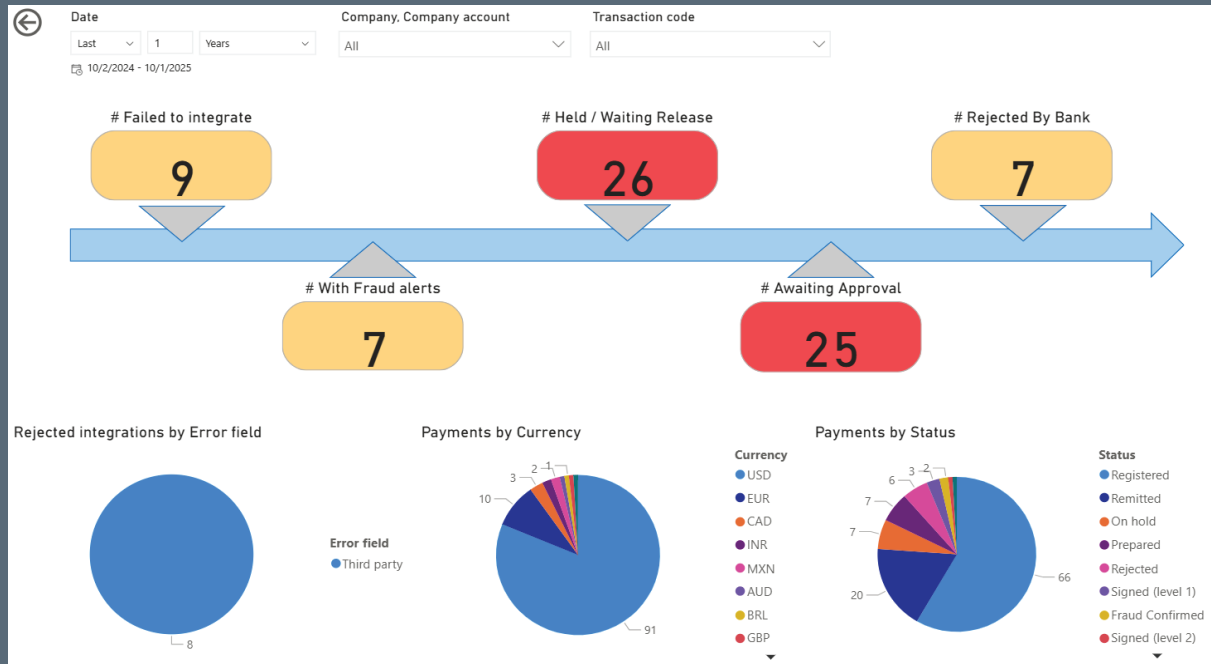 Date
Company, Company account
Transaction code
Last
1
Years
All
All
10/2/2024 - 10/1/2025
# Failed to integrate
# Held / Waiting Release
# Rejected By Bank
9
26
7
# With Fraud alerts
# Awaiting Approval
7
25
Rejected integrations by Error field
Error field
Third party
8
Payments by Currency
1
2
3
10
91
Currency
USD
EUR
CAD
INR
MXN
AUD
BRL
GBP
Payments by Status
2
3
6
7
7
20
66
Status
Registered
Remitted
On hold
Prepared
Rejected
Signed (level 1)
Fraud Confirmed
Signed (level 2)